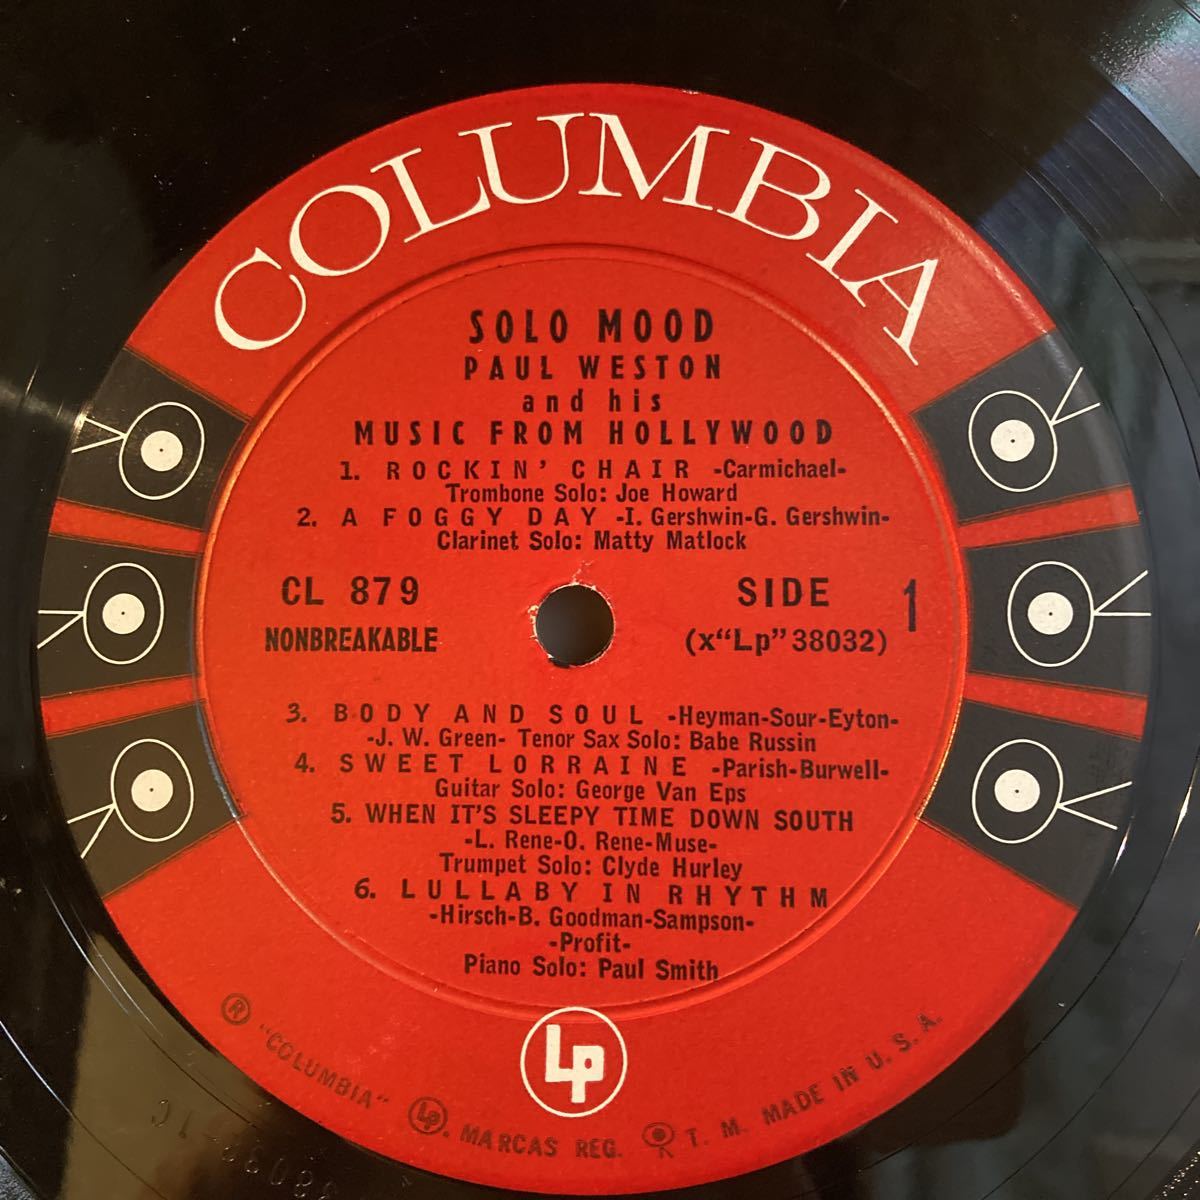 COLUMBIA
SOLO MOOD
PAUL WESTON
and his
MUSIC FROM HOLLYWOOD
1. ROCKIN' CHAIR -Carmichael-
Trombone Solo: Joe Howard
2. A FOGGY DAY -I. Gershwin-G. Gershwin-
Clarinet Solo: Matty Matlock
CL 879 SIDE 1
NONBREAKABLE (x“Lp”38032)
3. BODY AND SOUL -Heyman-Sour-Eyton-
-J. W. Green- Tenor Sax Solo: Babe Russin
4. SWEET LORRAINE -Parish-Burwell-
Guitar Solo: George Van Eps
5. WHEN IT'S SLEEPY TIME DOWN SOUTH
-L. Rene-O. Rene-Muse-
Trumpet Solo: Clyde Hurley
6. LULLABY IN RHYTHM
-Hirsch-B. Goodman-Sampson-
-Profit-
Piano Solo: Paul Smith
Lp
® "COLUMBIA" Lp. MARCAS REG. T. M. MADE IN U. S. A.